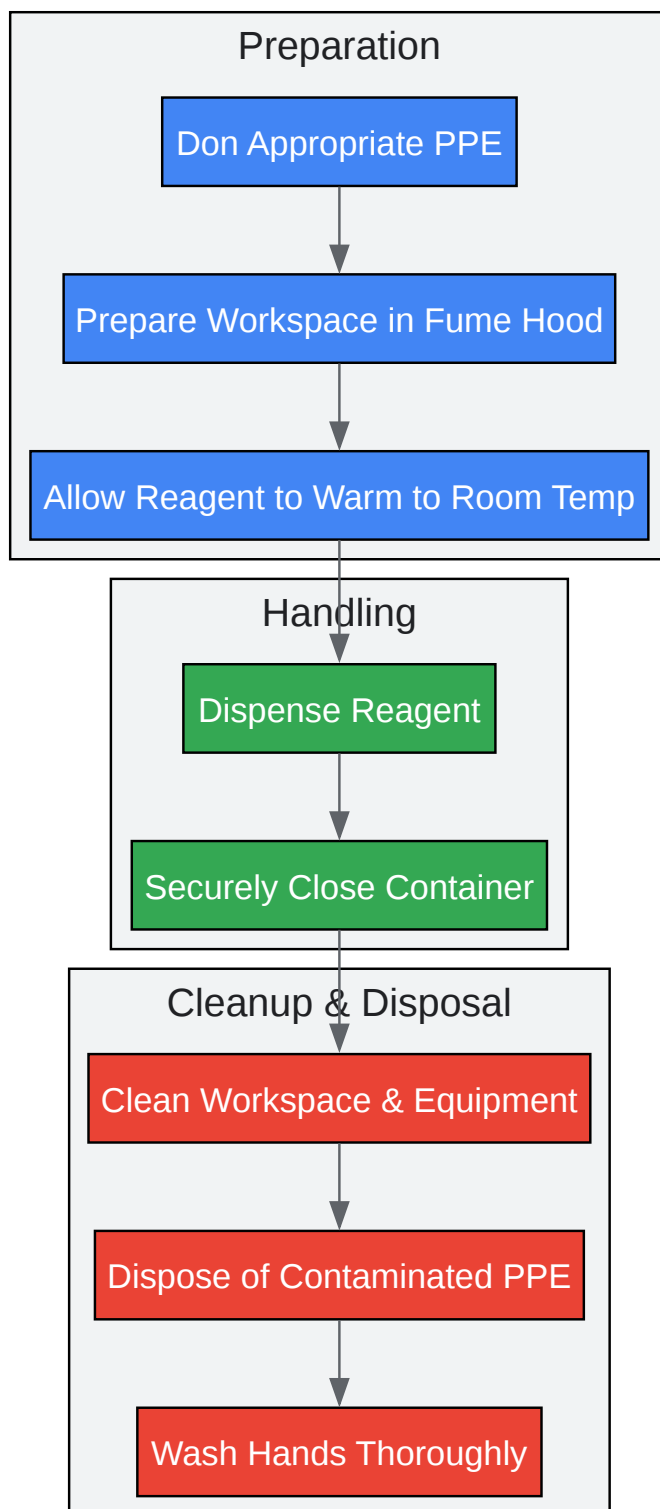 Preparation
Don Appropriate PPE
Prepare Workspace in Fume Hood
Allow Reagent to Warm to Room Temp
Handling
Dispense Reagent
Securely Close Container
Cleanup & Disposal
Clean Workspace & Equipment
Dispose of Contaminated PPE
Wash Hands Thoroughly